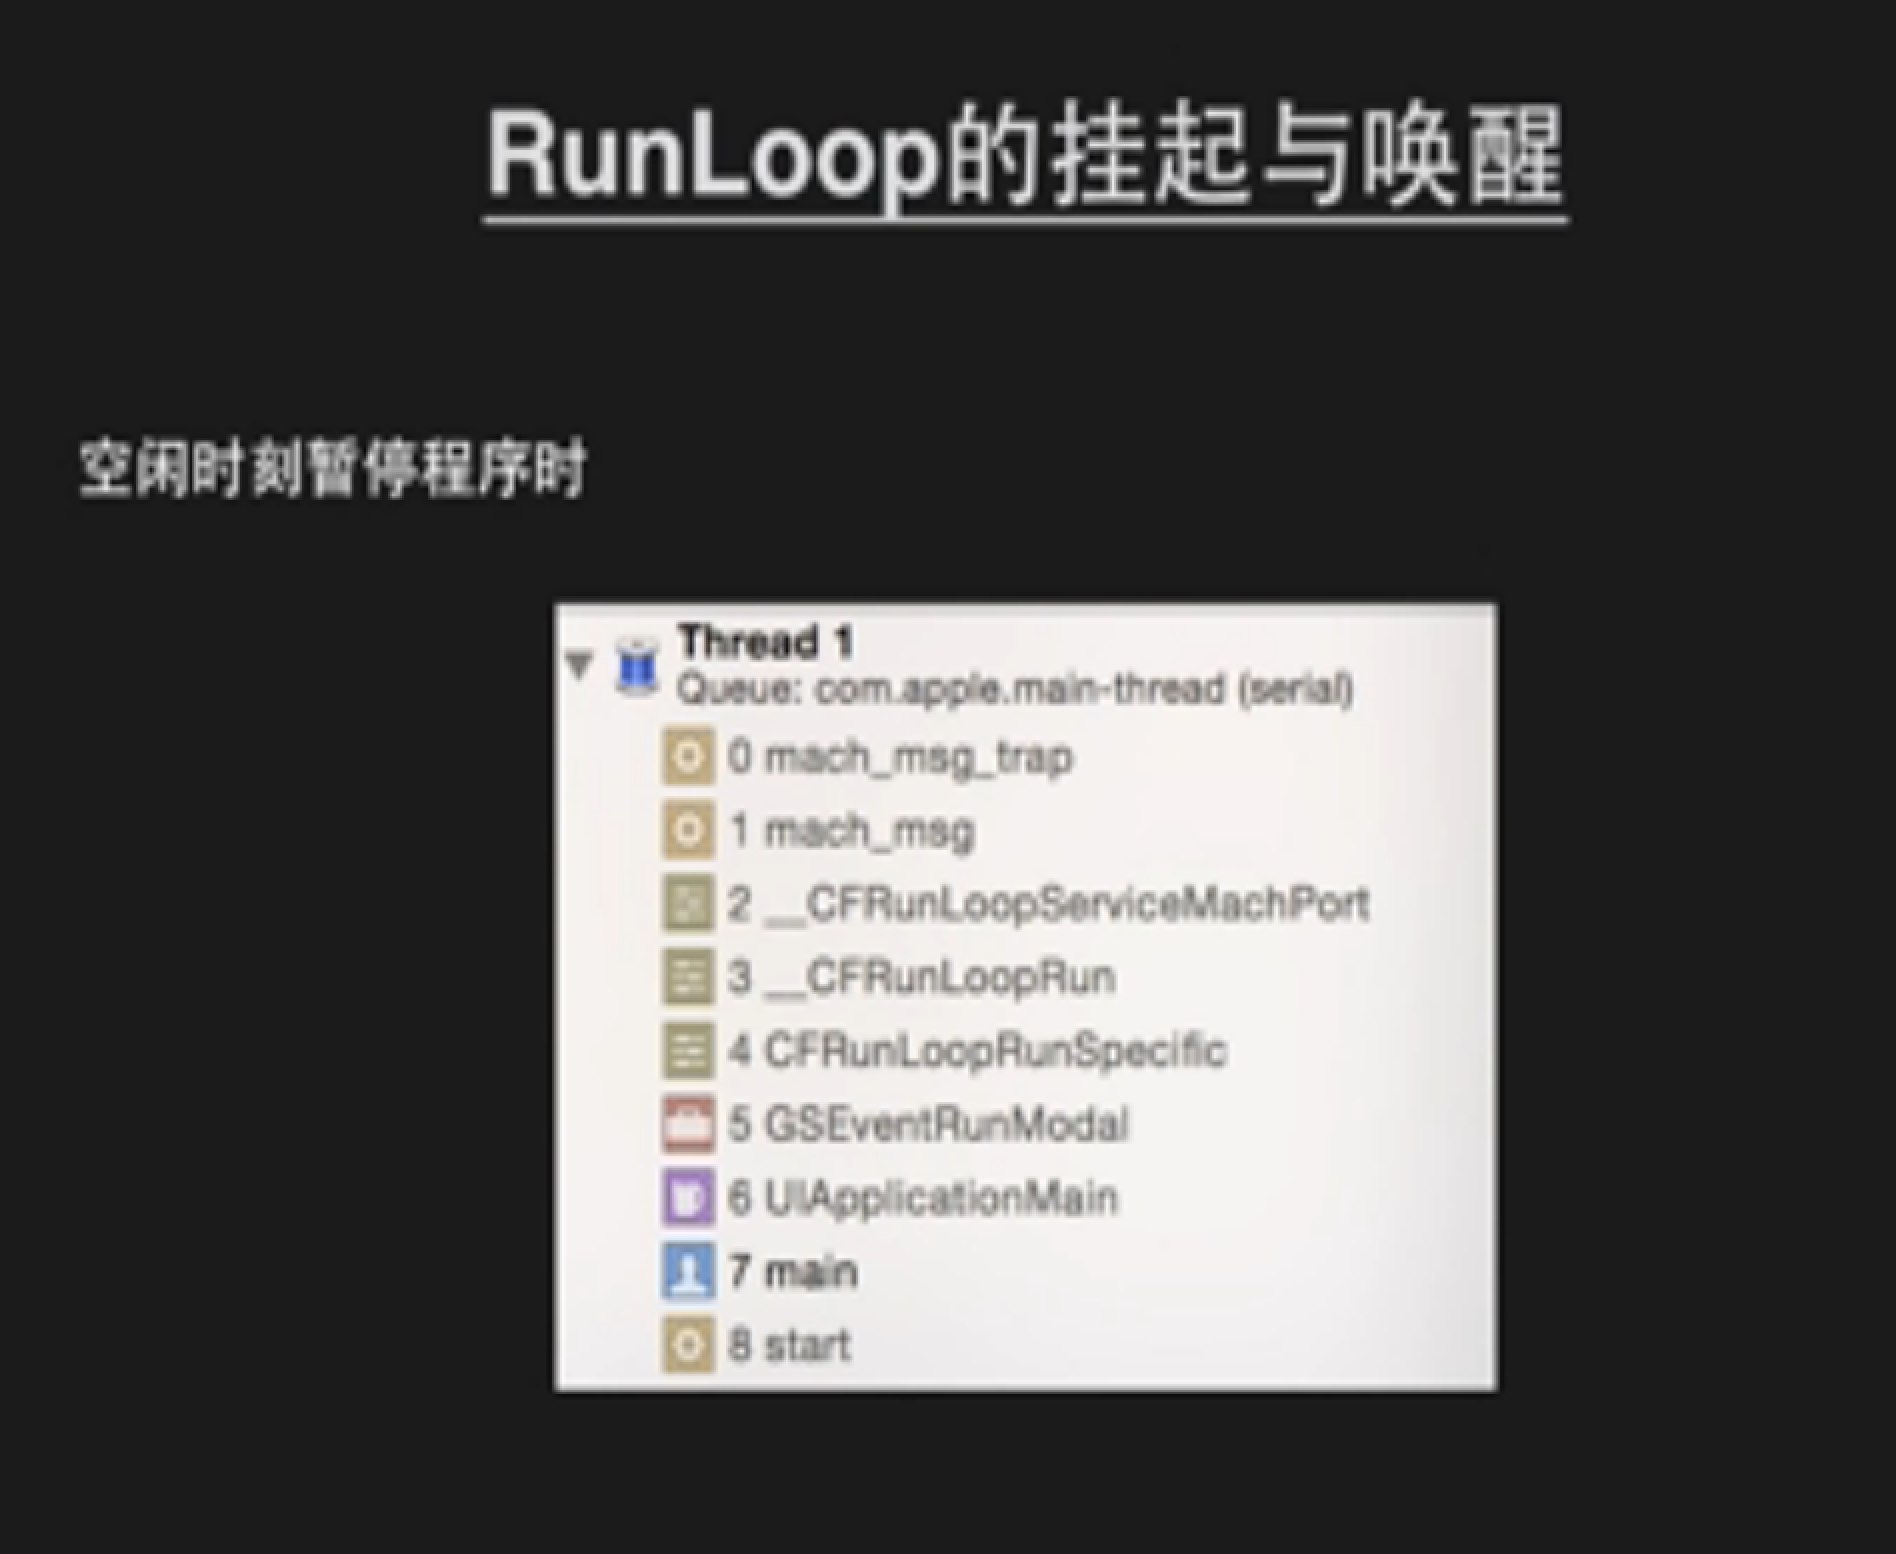 RunLoop的挂起与唤醒
空闲时刻暂停程序时
Thread 1
Queue: com.apple.main-thread (serial)
0 mach_msg_trap
1 mach_msg
2 __CFRunLoopServiceMachPort
3 __CFRunLoopRun
4 CFRunLoopRunSpecific
5 GSEventRunModal
6 UIApplicationMain
7 main
8 start